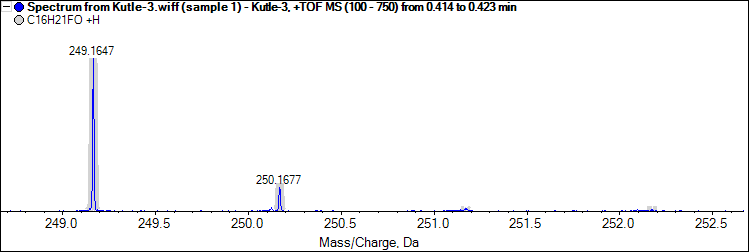 Spectrum from Kutle-3.wiff (sample 1) - Kutle-3, +TOF MS (100 - 750) from 0.414 to 0.423 min
C16H21FO +H
249.1647
250.1677
249.0 249.5 250.0 250.5 251.0 251.5 252.0 252.5
Mass/Charge, Da